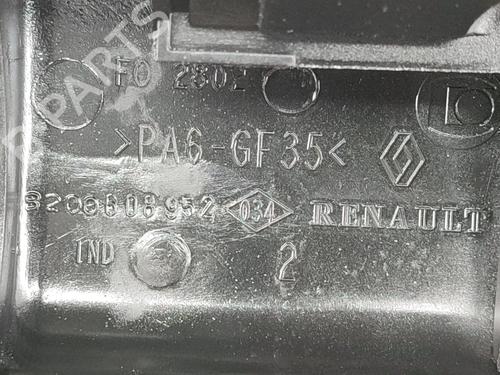 B PARTS
FO 2802
>PA6-GF35<
8200608952 034 RENAULT
IND 2